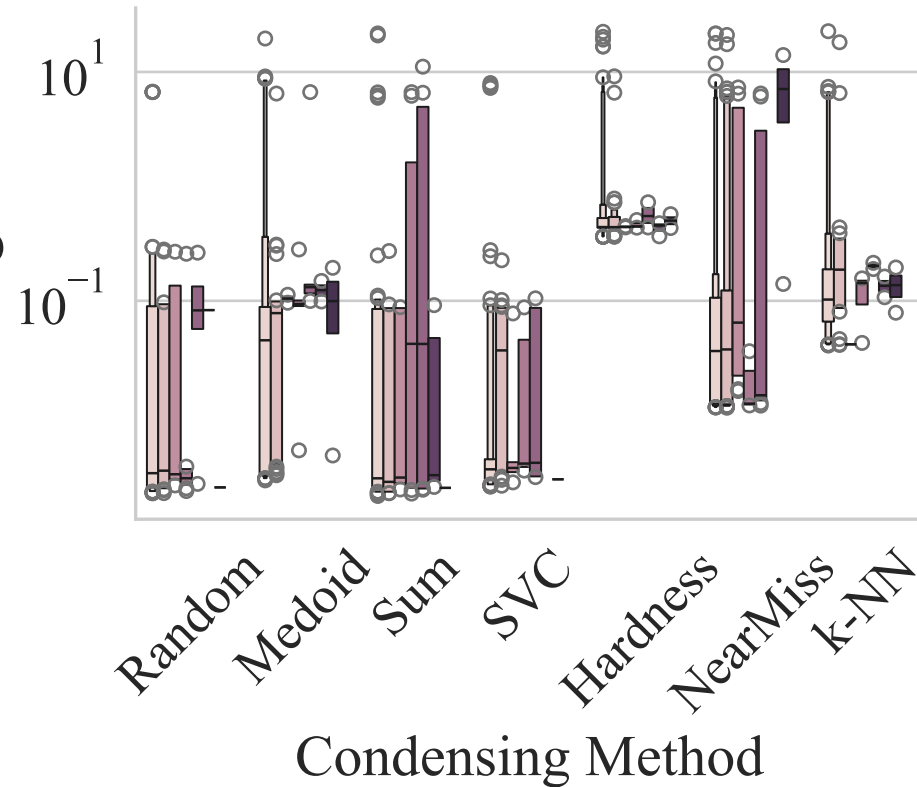 10^1
10^−1
Random
Medoid
Sum
SVC
Hardness
NearMiss
k-NN
Condensing Method